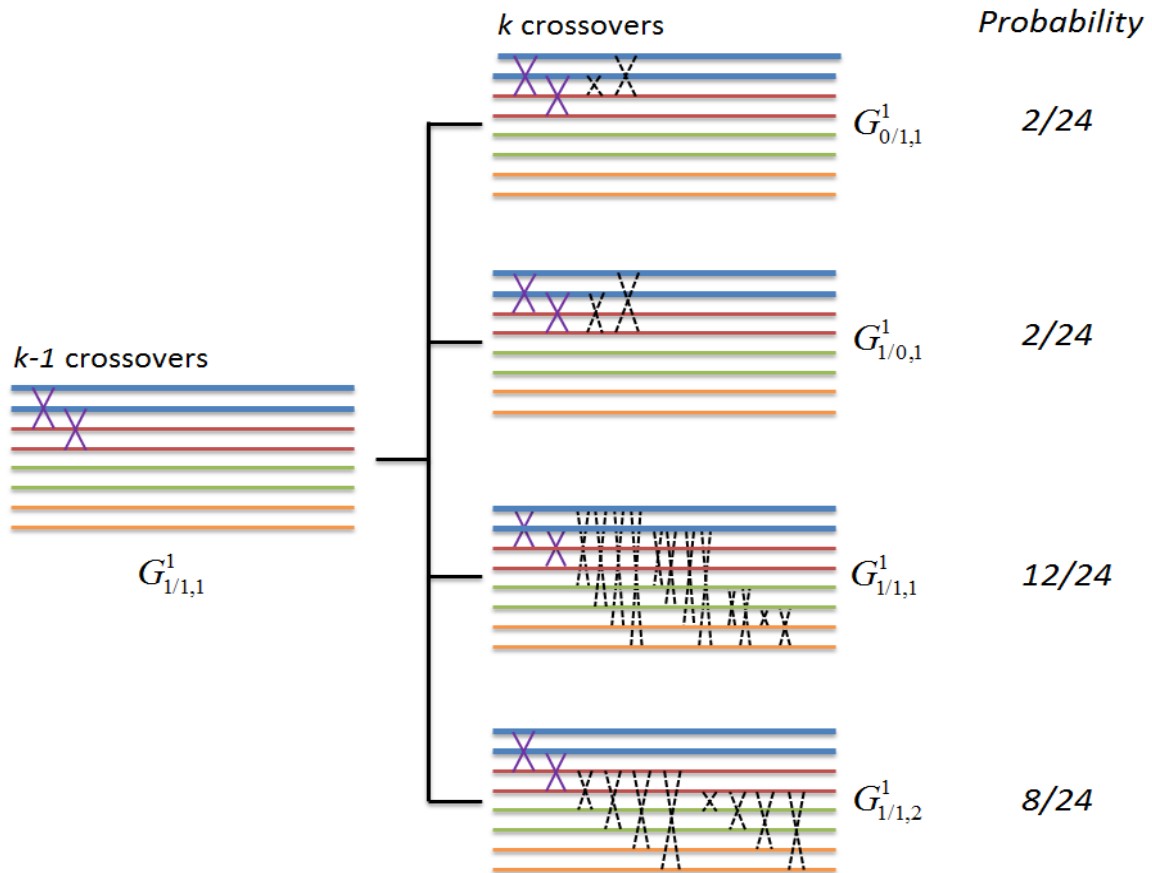 Probability
k crossovers
G^1_{0/1,1} 2/24
G^1_{1/0,1} 2/24
k-1 crossovers
G^1_{1/1,1}
G^1_{1/1,1} 12/24
G^1_{1/1,2} 8/24